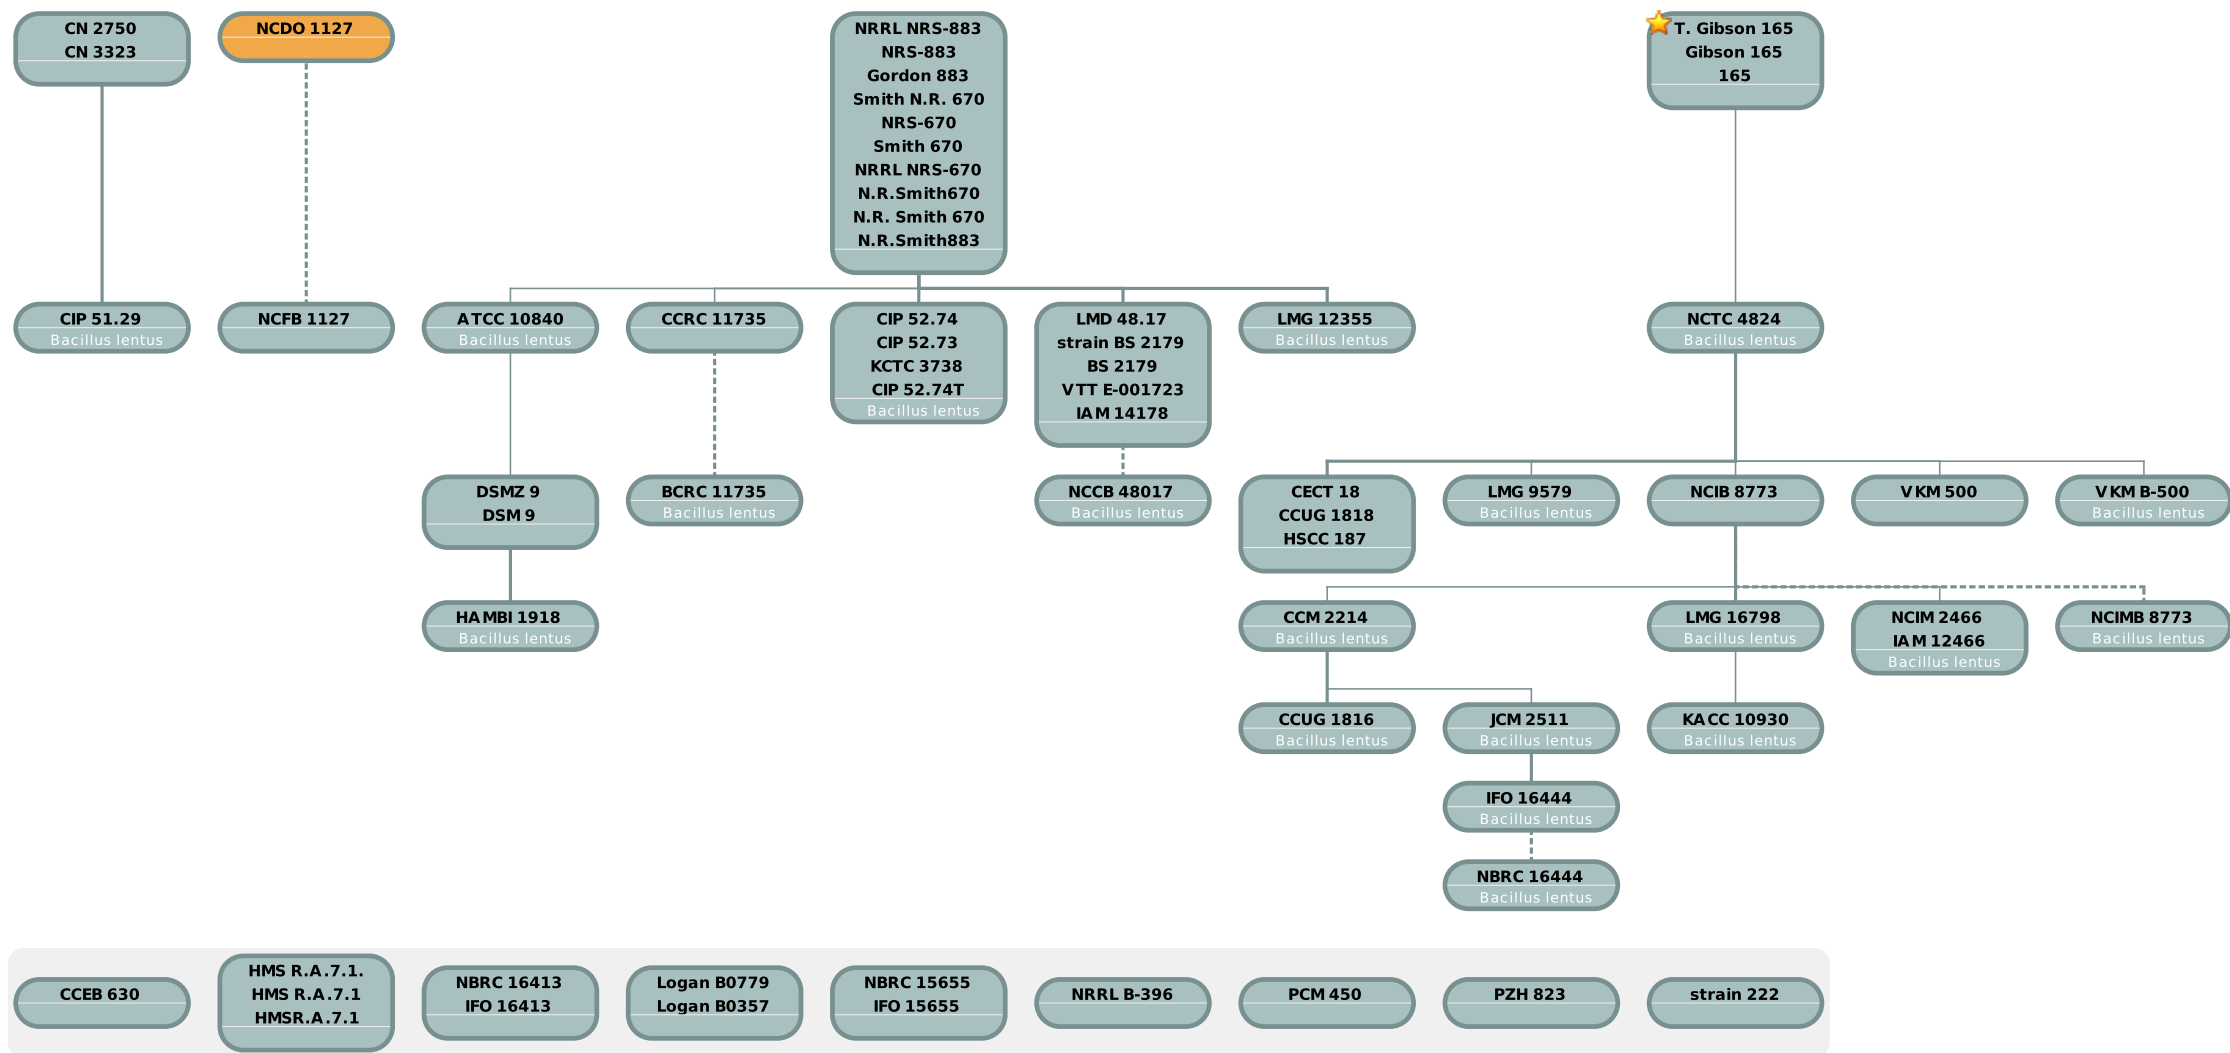 CN 2750
CN 3323
NCDO 1127
NRRL NRS-883
NRS-883
Gordon 883
Smith N.R. 670
NRS-670
Smith 670
NRRL NRS-670
N.R.Smith670
N.R. Smith 670
N.R.Smith883
T. Gibson 165
Gibson 165
165
CIP 51.29
Bacillus lentus
NCFB 1127
ATCC 10840
Bacillus lentus
CCRC 11735
CIP 52.74
CIP 52.73
KCTC 3738
CIP 52.74T
Bacillus lentus
LMD 48.17
strain BS 2179
BS 2179
VTT E-001723
IAM 14178
LMG 12355
Bacillus lentus
NCTC 4824
Bacillus lentus
DSMZ 9
DSM 9
BCRC 11735
Bacillus lentus
NCCB 48017
Bacillus lentus
CECT 18
CCUG 1818
HSCC 187
LMG 9579
Bacillus lentus
NCIB 8773
VKM 500
VKM B-500
Bacillus lentus
HAMBI 1918
Bacillus lentus
CCM 2214
Bacillus lentus
LMG 16798
Bacillus lentus
NCIM 2466
IAM 12466
Bacillus lentus
NCIMB 8773
Bacillus lentus
CCUG 1816
Bacillus lentus
JCM 2511
Bacillus lentus
KACC 10930
Bacillus lentus
IFO 16444
Bacillus lentus
NBRC 16444
Bacillus lentus
CCEB 630
HMS R.A.7.1.
HMS R.A.7.1
HMSR.A.7.1
NBRC 16413
IFO 16413
Logan B0779
Logan B0357
NBRC 15655
IFO 15655
NRRL B-396
PCM 450
PZH 823
strain 222